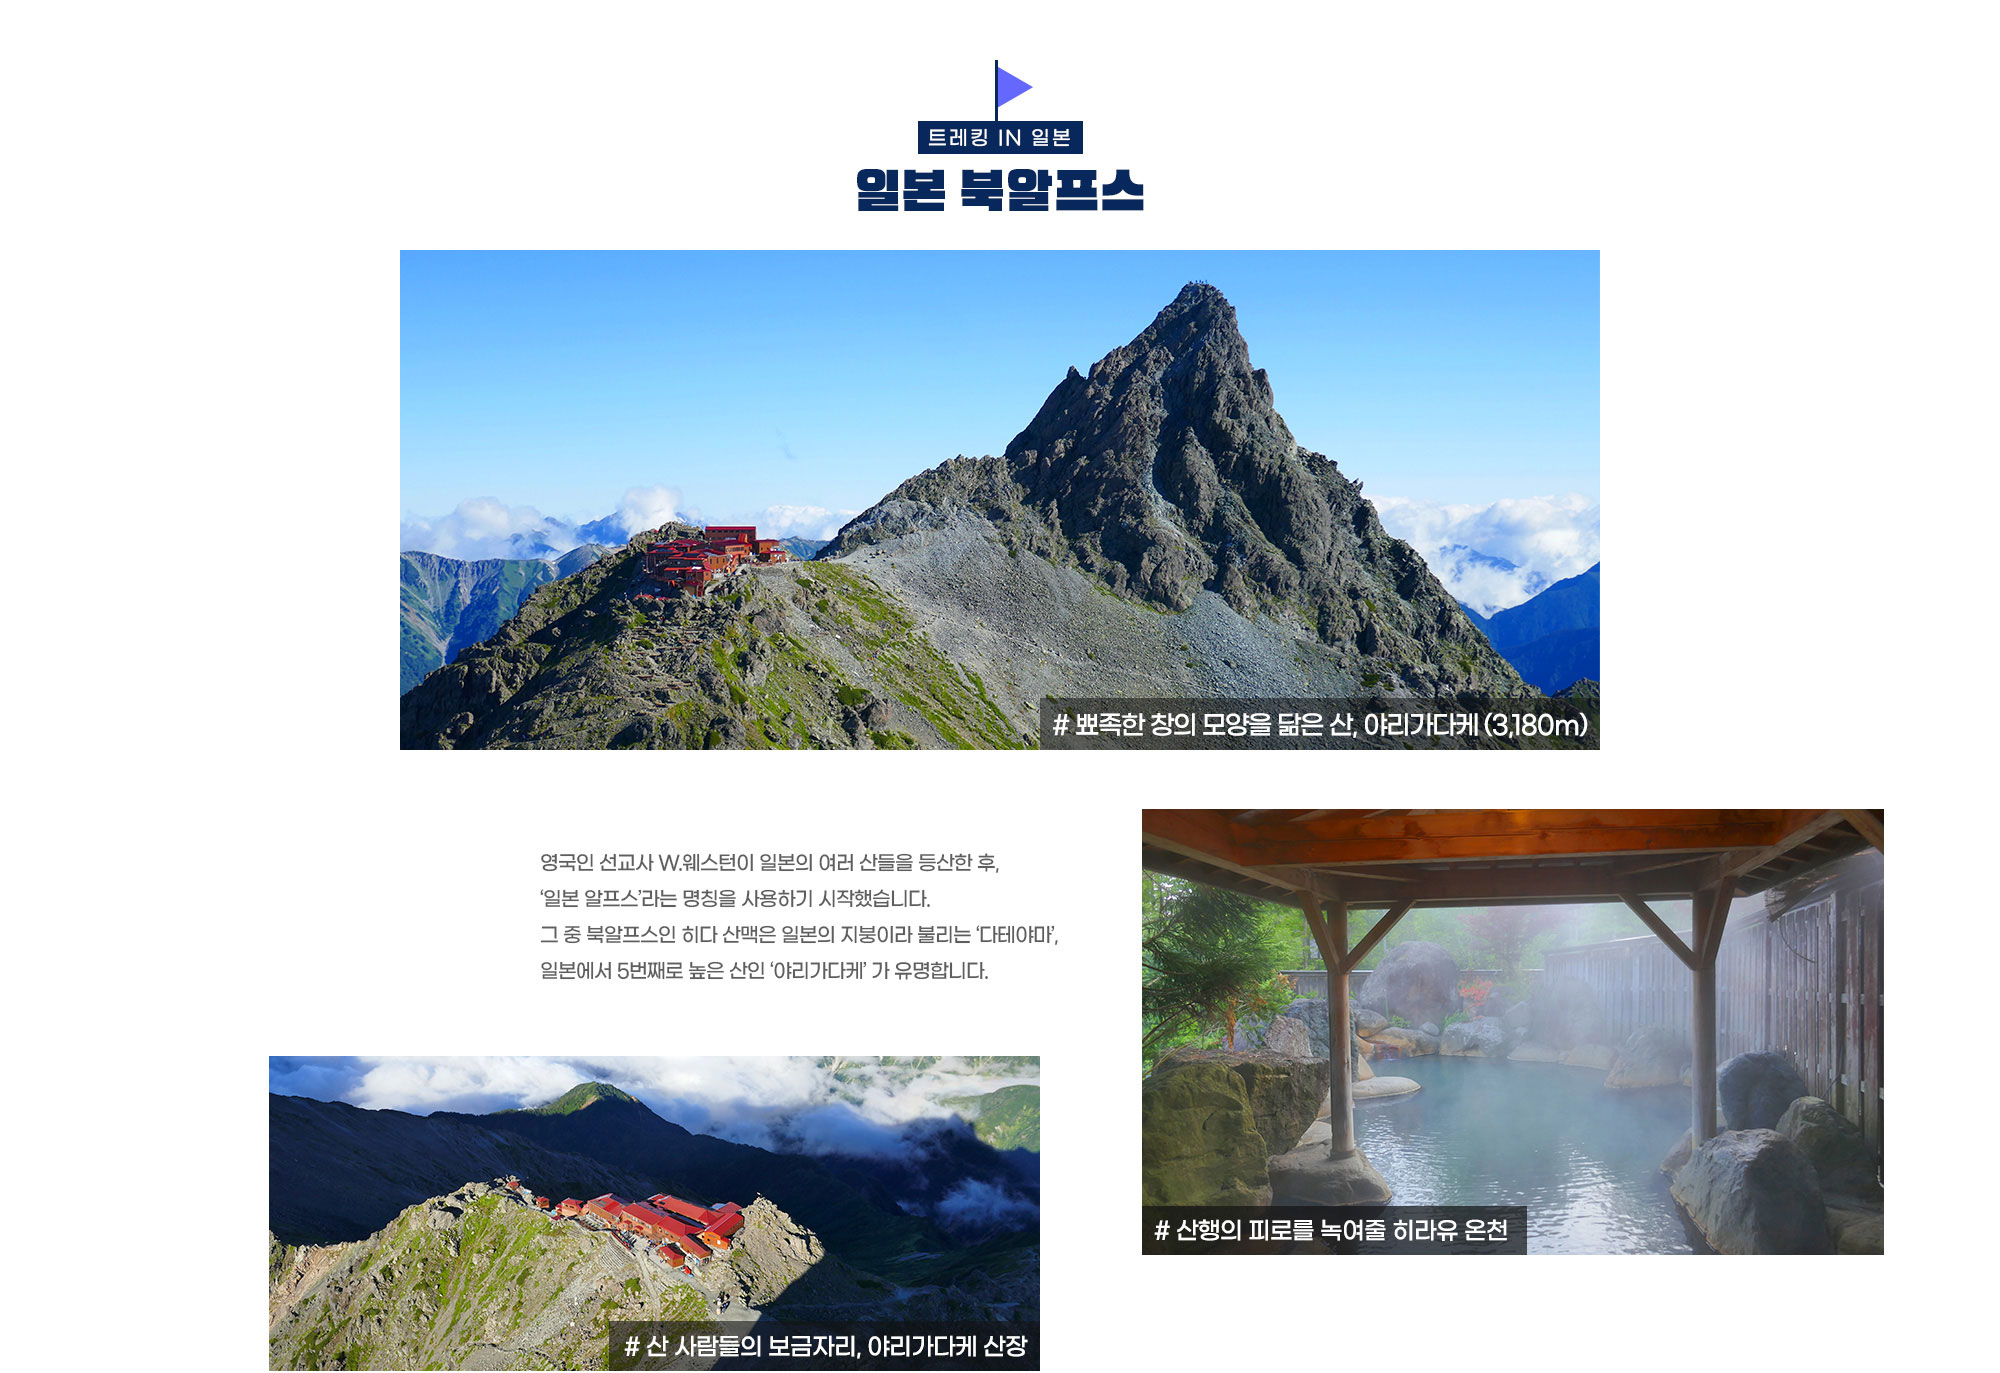 트레킹 IN 일본
일본 북알프스
# 뾰족한 창의 모양을 닮은 산, 야리가다케 (3,180m)
영국인 선교사 W.웨스턴이 일본의 여러 산들을 등산한 후,
‘일본 알프스’라는 명칭을 사용하기 시작했습니다.
그 중 북알프스인 히다 산맥은 일본의 지붕이라 불리는 ‘다테야마’,
일본에서 5번째로 높은 산인 ‘야리가다케’ 가 유명합니다.
# 산행의 피로를 녹여줄 히라유 온천
# 산 사람들의 보금자리, 야리가다케 산장